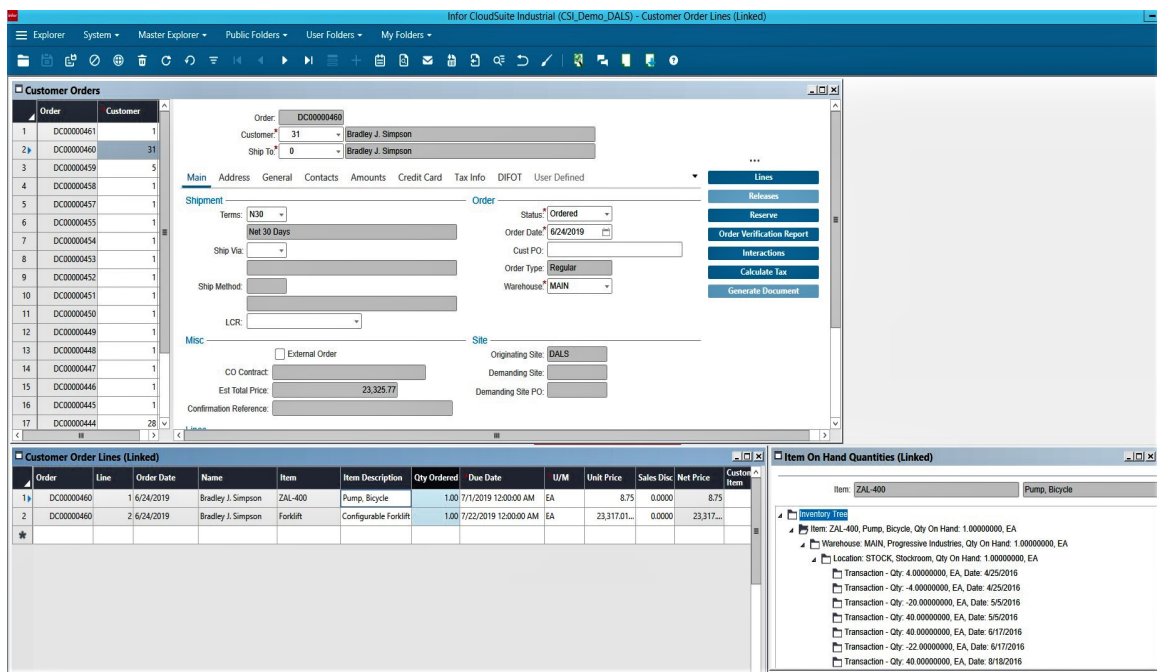 infor
Infor CloudSuite Industrial (CSI_Demo_DALS) - Customer Order Lines (Linked)
Explorer System Master Explorer Public Folders User Folders My Folders
Customer Orders
Order Customer
1 DC00000461 1
2 DC00000460 31
3 DC00000459 5
4 DC00000458 1
5 DC00000457 1
6 DC00000455 1
7 DC00000454 1
8 DC00000453 1
9 DC00000452 1
10 DC00000451 1
11 DC00000450 1
12 DC00000449 1
13 DC00000448 1
14 DC00000447 1
15 DC00000446 1
16 DC00000445 1
17 DC00000444 28
Order: DC00000460
Customer:* 31 Bradley J. Simpson
Ship To:* 0 Bradley J. Simpson
Main Address General Contacts Amounts Credit Card Tax Info DIFOT User Defined
Shipment
Terms: N30
Net 30 Days
Ship Via:
Ship Method:
LCR:
Order
Status:* Ordered
Order Date:* 6/24/2019
Cust PO:
Order Type: Regular
Warehouse:* MAIN
Misc
External Order
CO Contract:
Est Total Price: 23,325.77
Confirmation Reference:
Site
Originating Site: DALS
Demanding Site:
Demanding Site PO:
Lines
...
Lines
Releases
Reserve
Order Verification Report
Interactions
Calculate Tax
Generate Document
Customer Order Lines (Linked)
Order Line Order Date Name Item Item Description Qty Ordered *Due Date *U/M Unit Price Sales Disc Net Price Custom Item
1 DC00000460 1 6/24/2019 Bradley J. Simpson ZAL-400 Pump, Bicycle 1.00 7/1/2019 12:00:00 AM EA 8.75 0.0000 8.75
2 DC00000460 2 6/24/2019 Bradley J. Simpson Forklift Configurable Forklift 1.00 7/22/2019 12:00:00 AM EA 23,317.01... 0.0000 23,317....
Item On Hand Quantities (Linked)
Item: ZAL-400 Pump, Bicycle
Inventory Tree
Item: ZAL-400, Pump, Bicycle, Qty On Hand: 1.00000000, EA
Warehouse: MAIN, Progressive Industries, Qty On Hand: 1.00000000, EA
Location: STOCK, Stockroom, Qty On Hand: 1.00000000, EA
Transaction - Qty: 4.00000000, EA, Date: 4/25/2016
Transaction - Qty: -4.00000000, EA, Date: 4/25/2016
Transaction - Qty: -20.00000000, EA, Date: 5/5/2016
Transaction - Qty: 40.00000000, EA, Date: 5/5/2016
Transaction - Qty: 40.00000000, EA, Date: 6/17/2016
Transaction - Qty: -22.00000000, EA, Date: 6/17/2016
Transaction - Qty: 40.00000000, EA, Date: 8/18/2016